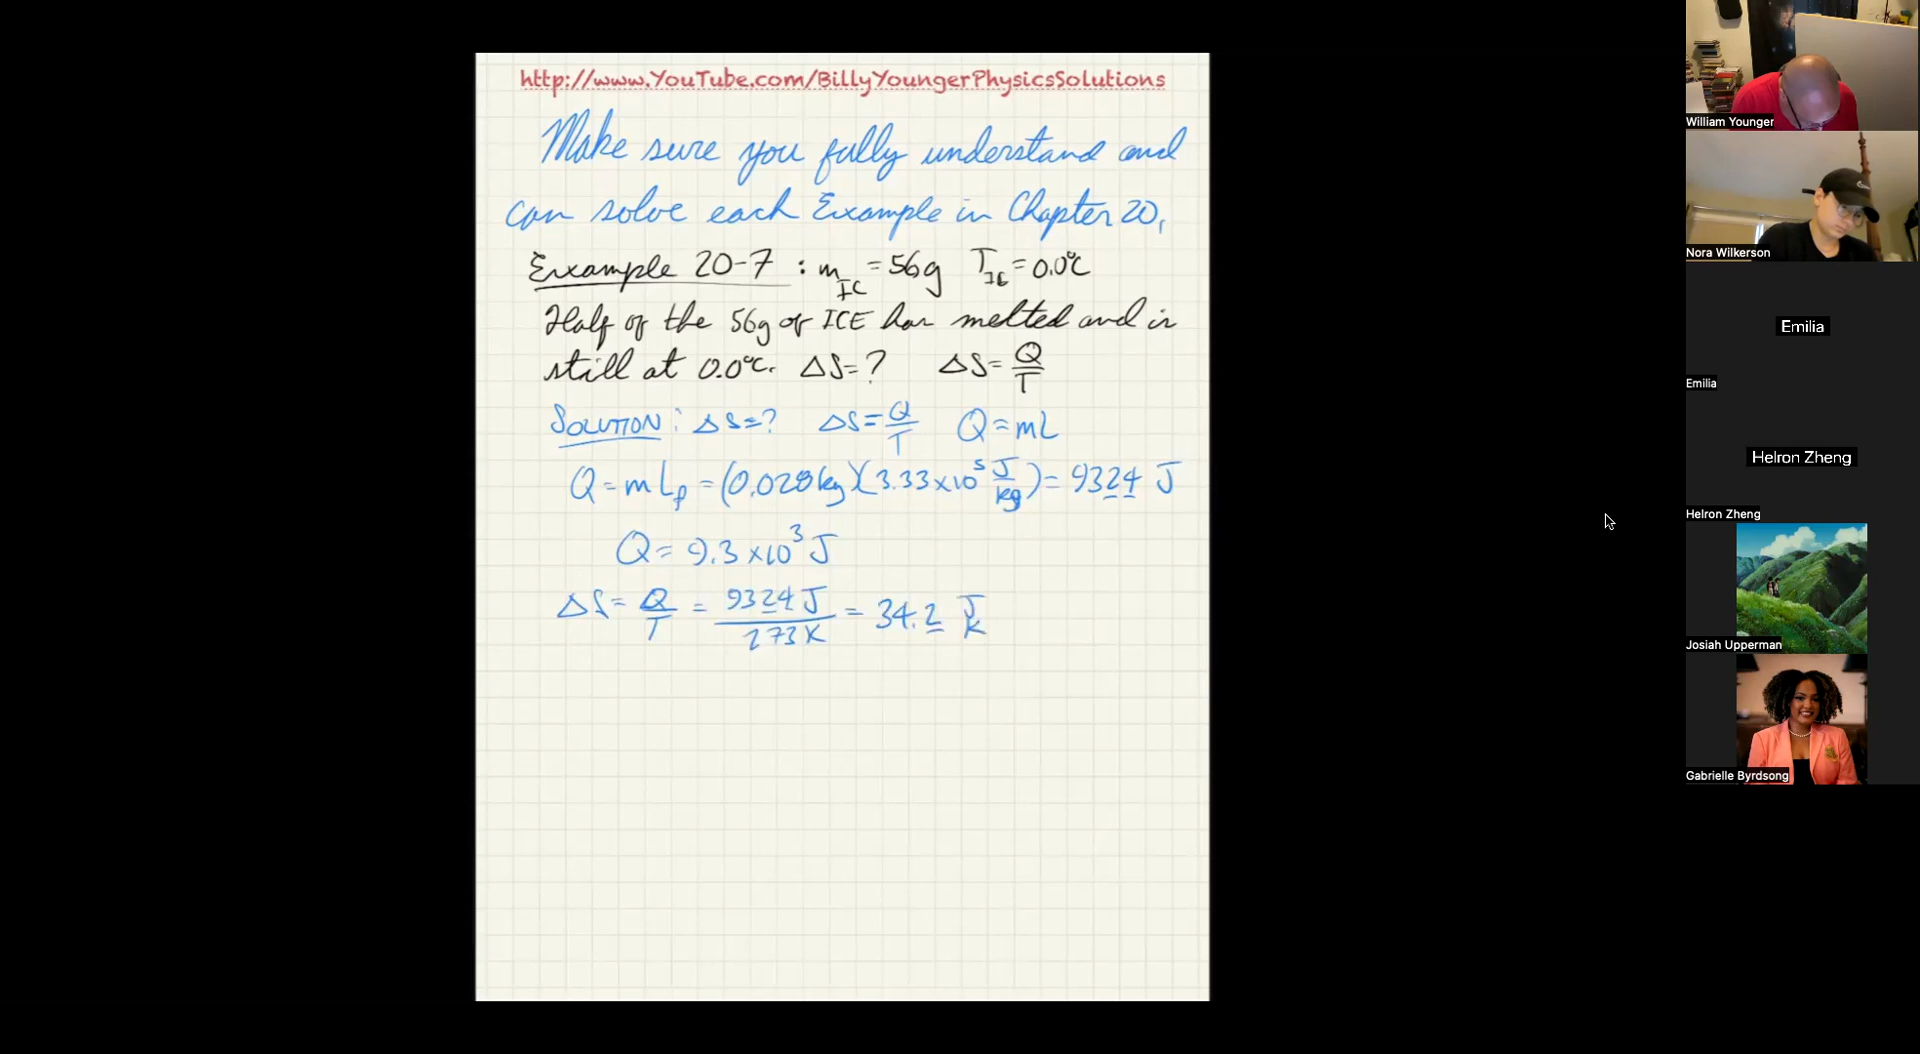 http://www.YouTube.com/BillyYoungerPhysicsSolutions
Make sure you fully understand and
can solve each Example in Chapter 20,
Example 20-7 : m_IC = 56g T_IC = 0.0°C
Half of the 56g of ICE has melted and is
still at 0.0°C. ΔS=? ΔS = Q/T
SOLUTION: ΔS=? ΔS = Q/T Q = mL
Q = mL_f = (0.028kg)(3.33×10^5 J/kg) = 9324 J
Q = 9.3×10^3 J
ΔS = Q/T = 9324 J/273 K = 34.2 J/K
William Younger
Nora Wilkerson
Emilia
Emilia
Helron Zheng
Helron Zheng
Josiah Upperman
Gabrielle Byrdsong